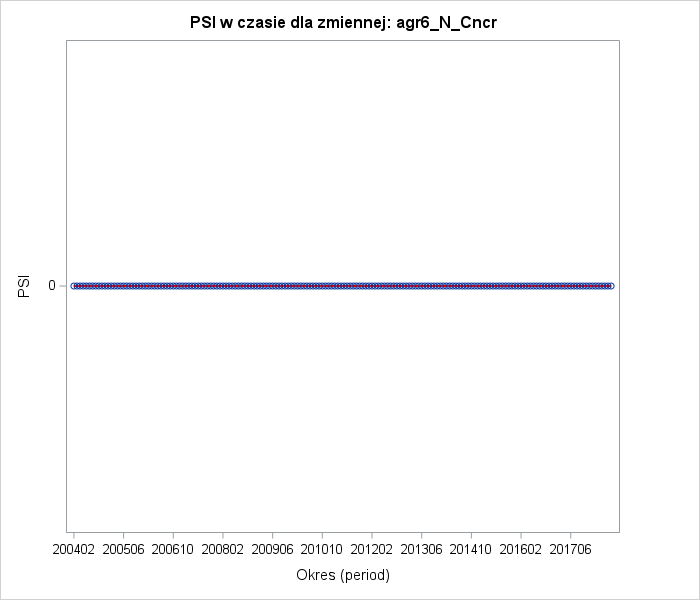 PSI w czasie dla zmiennej: agr6_N_Cncr
PSI
0
200402 200506 200610 200802 200906 201010 201202 201306 201410 201602 201706
Okres (period)